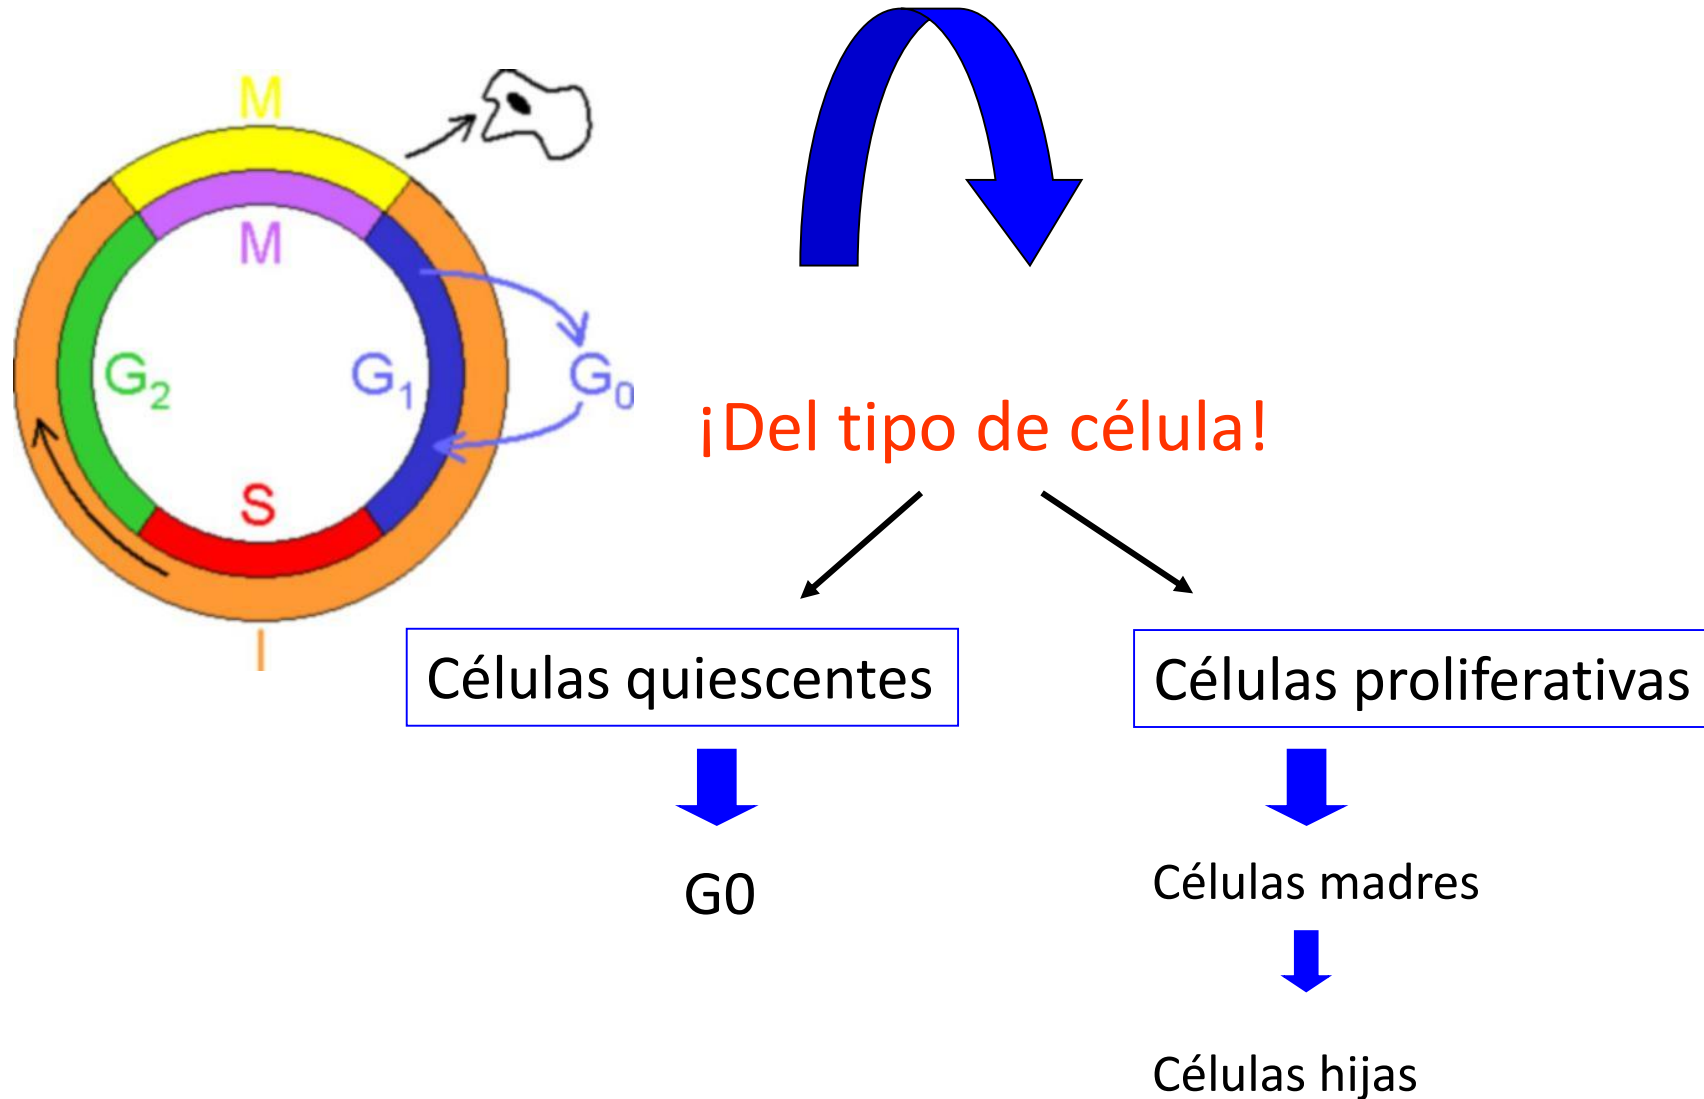 M
M
G₂
G₁
G₀
S
I
¡Del tipo de célula!
Células quiescentes
Células proliferativas
G0
Células madres
Células hijas